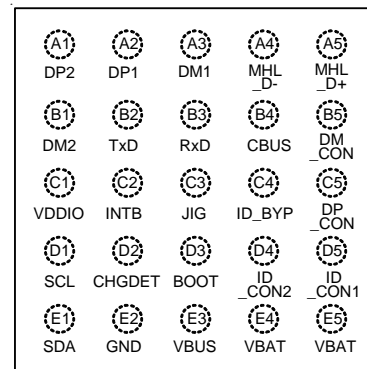 A1 A2 A3 A4 A5
DP2 DP1 DM1 MHL MHL
_D- _D+
B1 B2 B3 B4 B5
DM2 TxD RxD CBUS DM
_CON
C1 C2 C3 C4 C5
VDDIO INTB JIG ID_BYP DP
_CON
D1 D2 D3 D4 D5
SCL CHGDET BOOT ID ID
_CON2 _CON1
E1 E2 E3 E4 E5
SDA GND VBUS VBAT VBAT